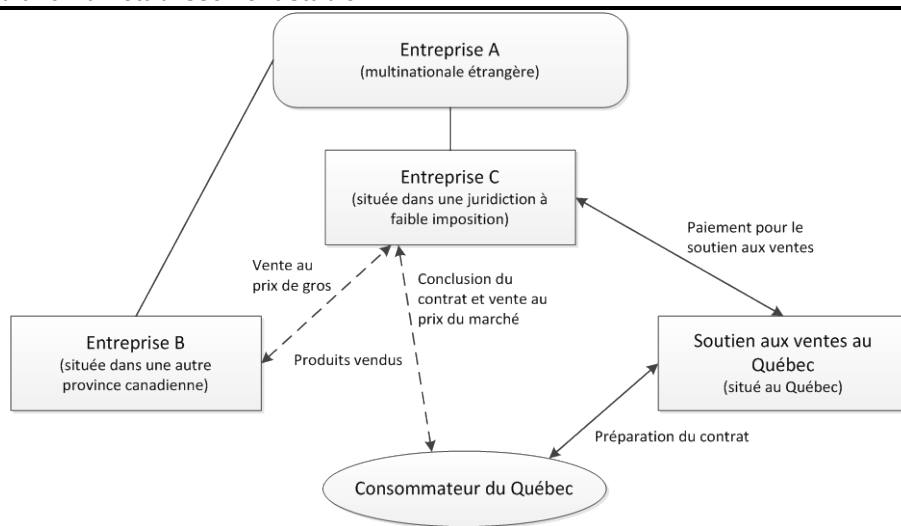 Entreprise A
(multinationale étrangère)
Entreprise C
(située dans une juridiction à
faible imposition)
Paiement pour le
soutien aux ventes
Vente au
prix de gros
Conclusion du
contrat et vente au
prix du marché
Entreprise B
(située dans une autre
province canadienne)
Produits vendus
Soutien aux ventes au
Québec
(situé au Québec)
Préparation du contrat
Consommateur du Québec